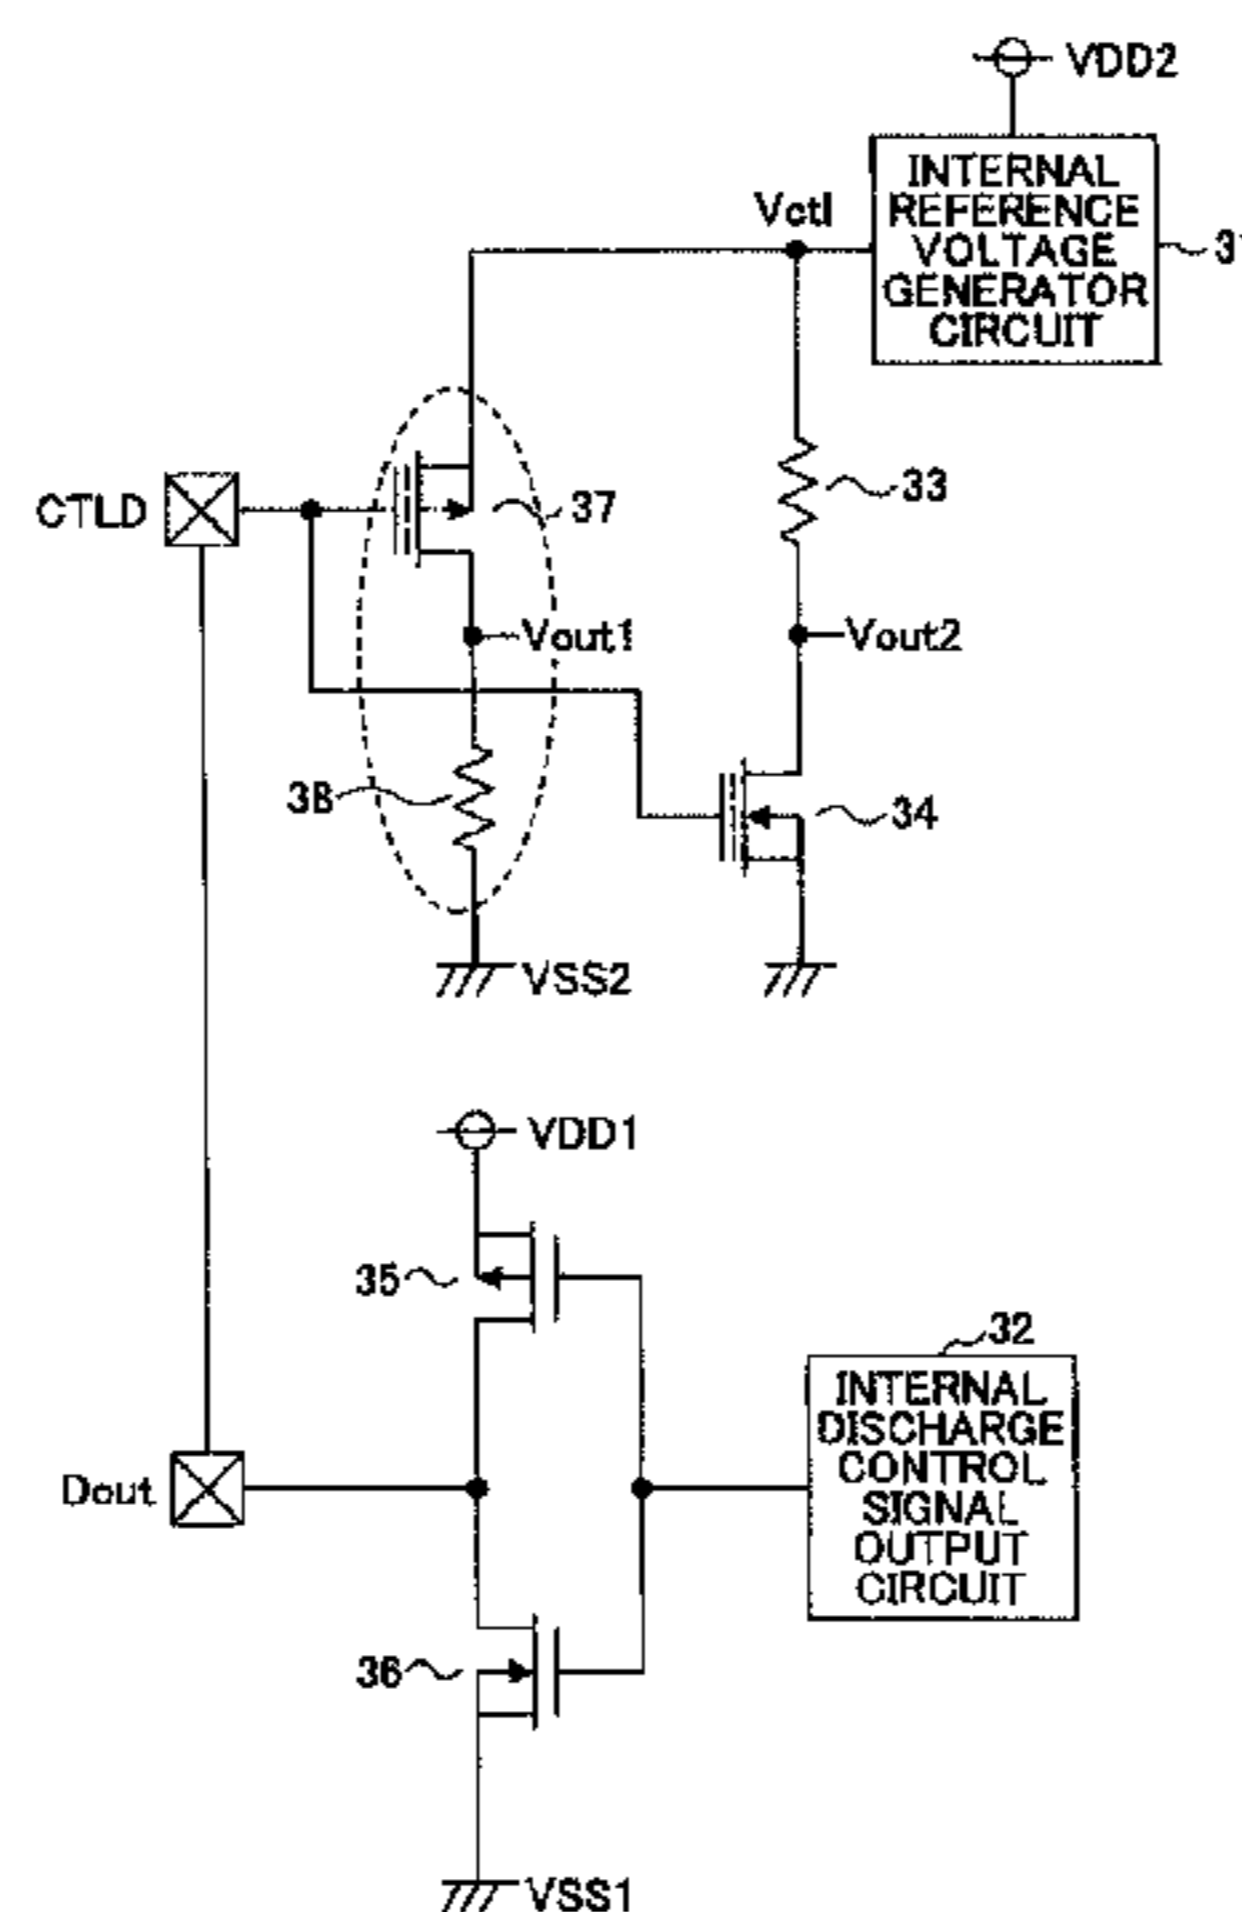 VDD2
INTERNAL
REFERENCE
VOLTAGE
GENERATOR
CIRCUIT
Vctl
33
CTLD
37
Vout1
Vout2
38
34
VSS2
VDD1
35
32
INTERNAL
DISCHARGE
CONTROL
SIGNAL
OUTPUT
CIRCUIT
Dout
36
VSS1